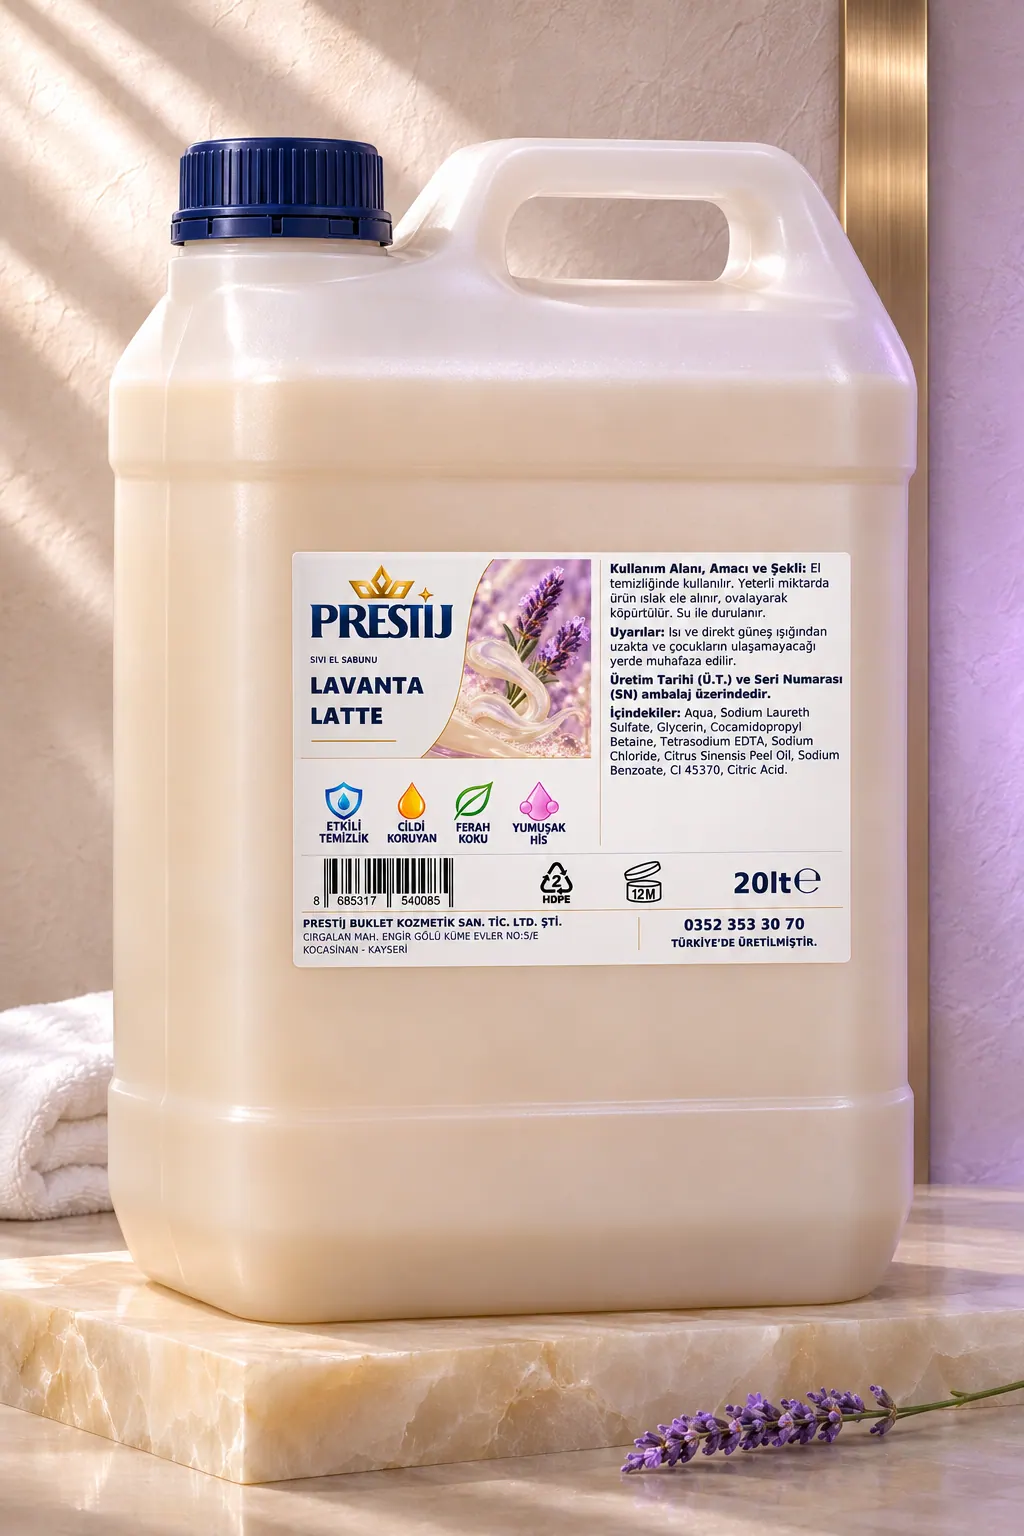 PRESTİJ
SIVI EL SABUNU
LAVANTA
LATTE
Kullanım Alanı, Amacı ve Şekli: El
temizliğinde kullanılır. Yeterli miktarda
ürün ıslak ele alınır, ovalayarak
köpürtülür. Su ile durulanır.
Uyarılar: Isı ve direkt güneş ışığından
uzakta ve çocukların ulaşamayacağı
yerde muhafaza edilir.
Üretim Tarihi (Ü.T.) ve Seri Numarası
(SN) ambalaj üzerindedir.
İçindekiler: Aqua, Sodium Laureth
Sulfate, Glycerin, Cocamidopropyl
Betaine, Tetrasodium EDTA, Sodium
Chloride, Citrus Sinensis Peel Oil, Sodium
Benzoate, CI 45370, Citric Acid.
ETKİLİ
TEMİZLİK
CİLDİ
KORUYAN
FERAH
KOKU
YUMUŞAK
HİS
8 685317 540085
2
HDPE
12M
20lt℮
PRESTİJ BUKLET KOZMETİK SAN. TİC. LTD. ŞTİ.
CIRGALAN MAH. ENGİR GÖLÜ KÜME EVLER NO:S/E
KOCASİNAN - KAYSERİ
0352 353 30 70
TÜRKİYE'DE ÜRETİLMİŞTİR.